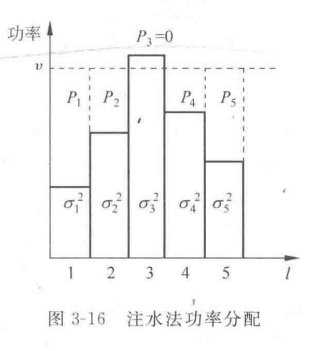 功率
P₃=0
υ
P₁ P₂ P₄ P₅
σ₁² σ₂² σ₃² σ₄² σ₅²
1 2 3 4 5 l
图 3-16 注水法功率分配